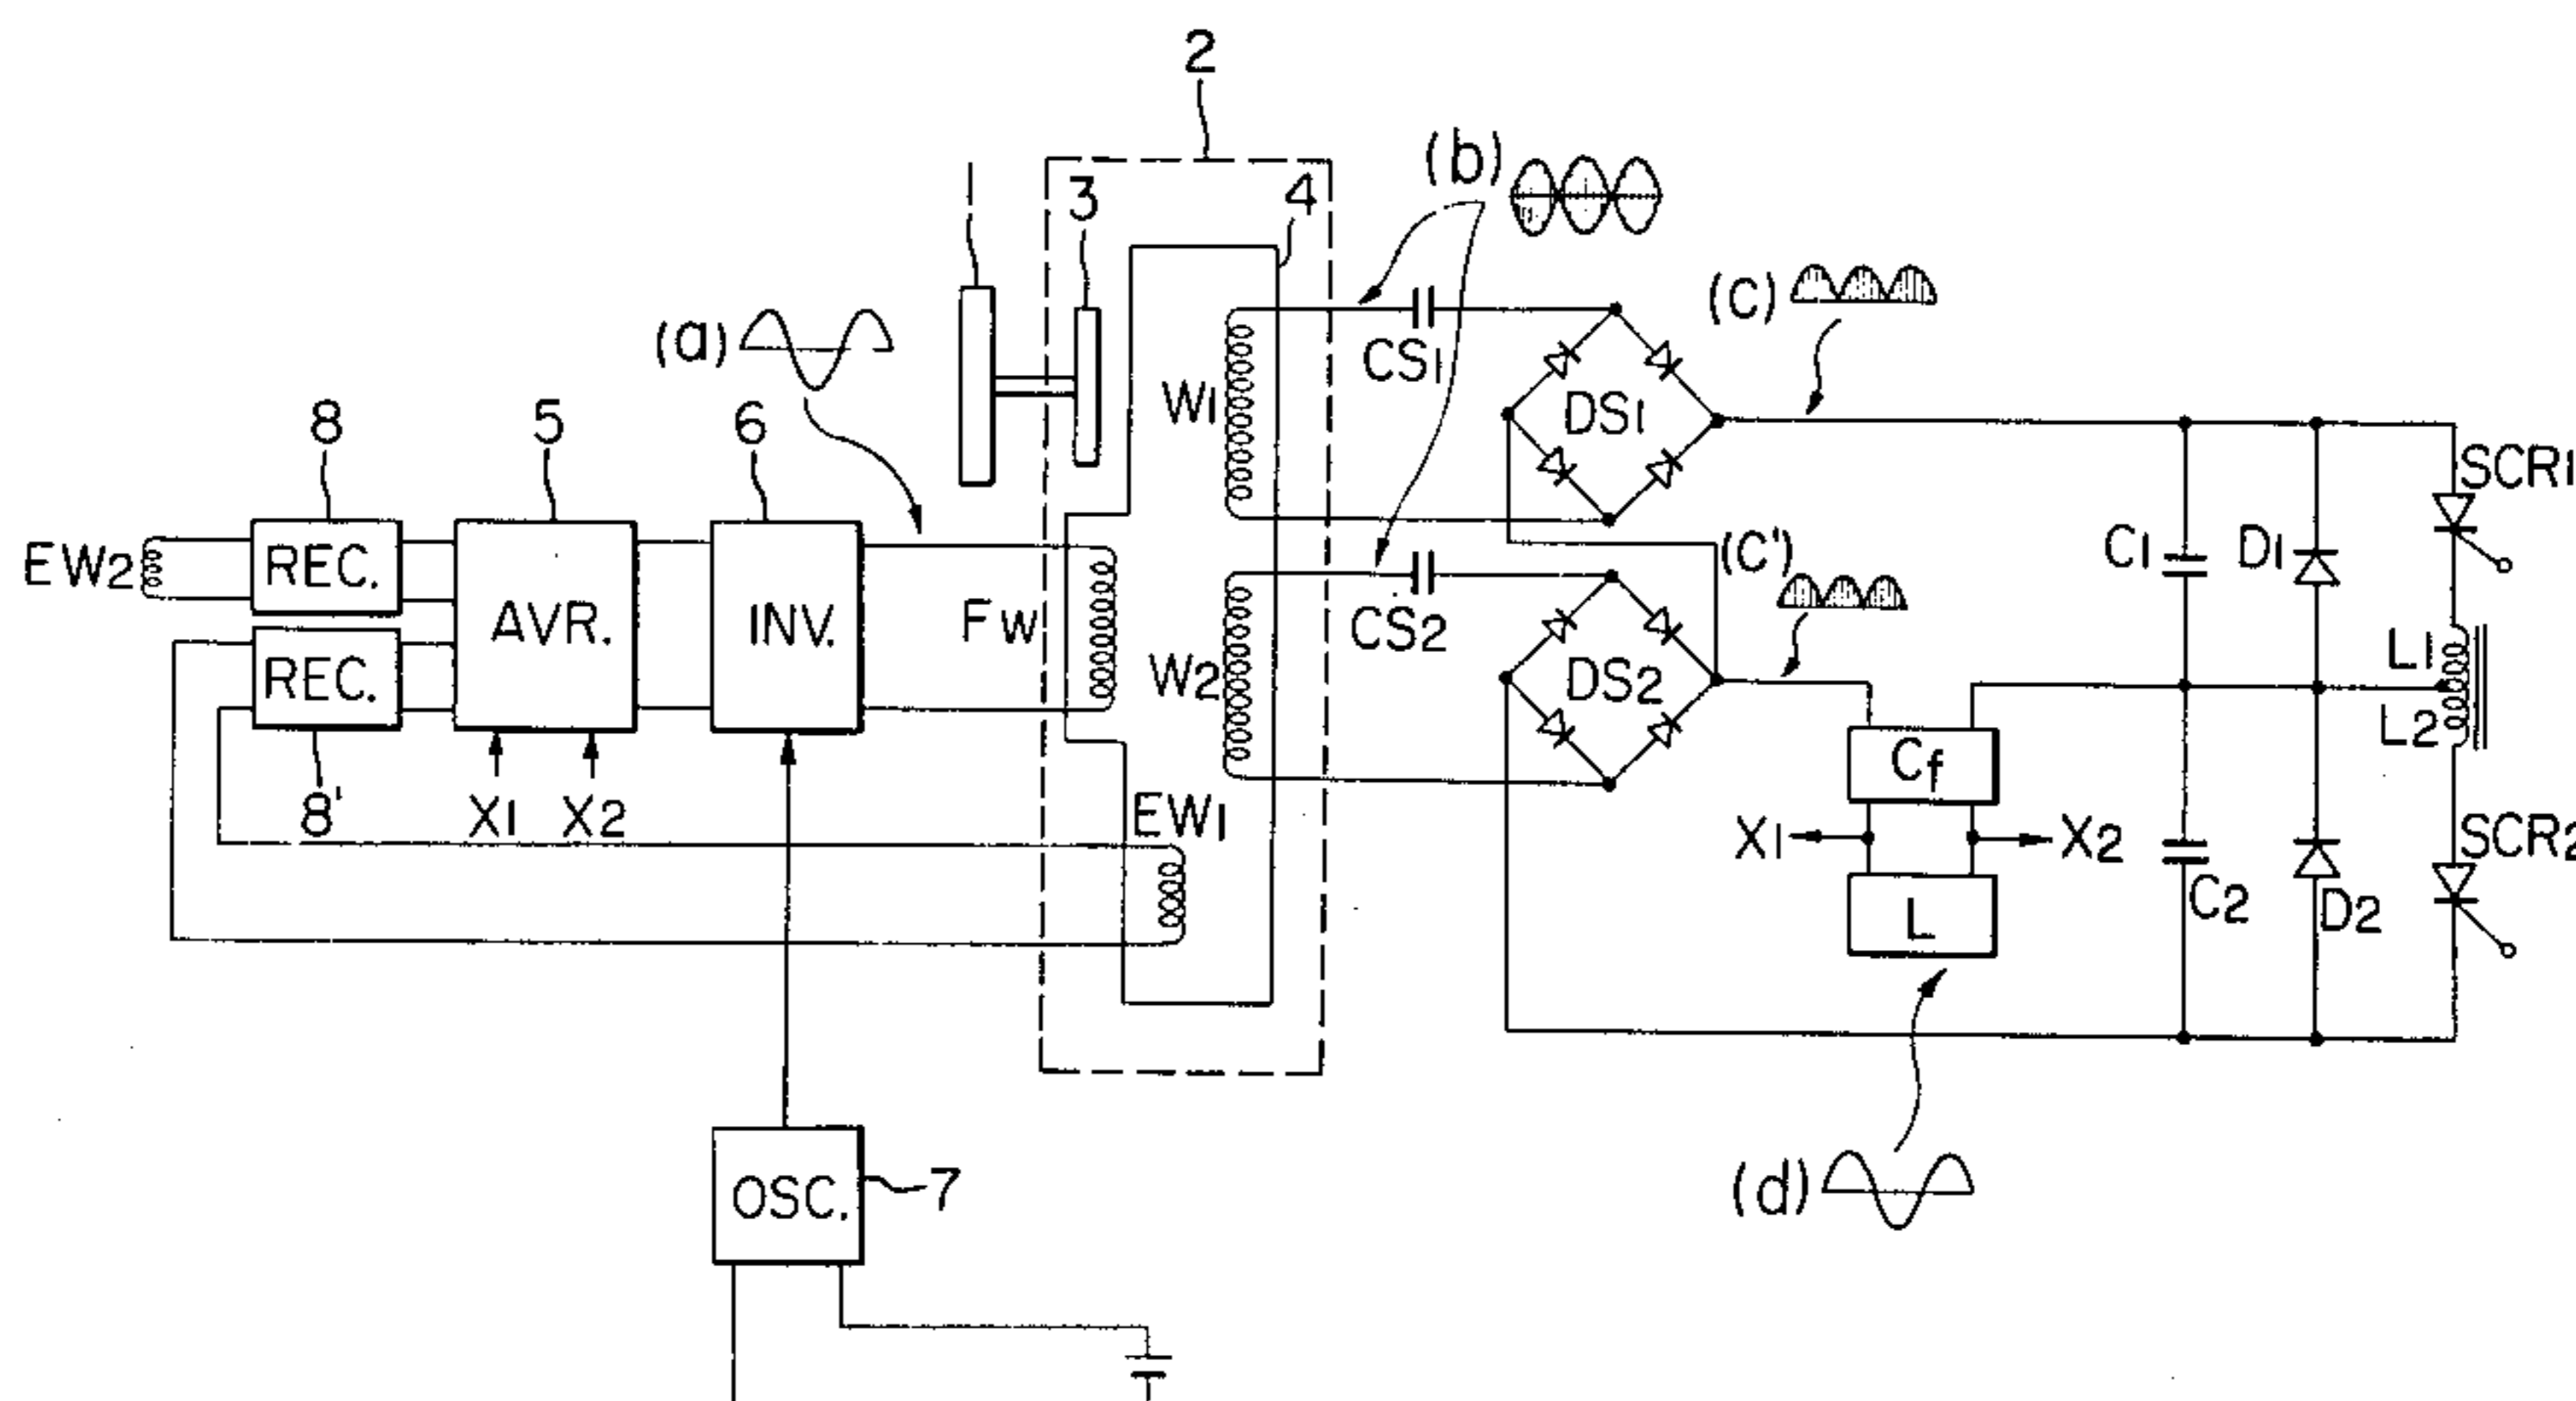 2
(b)
3
4
1
(a)
(c)
CS1
W1
DS1
8
5
6
SCR1
EW2
REC.
AVR.
INV.
FW
(c')
C1
D1
CS2
L1
REC.
W2
DS2
L2
Cf
8'
X1
X2
EW1
X1
X2
SCR2
C2
D2
L
OSC.
7
(d)